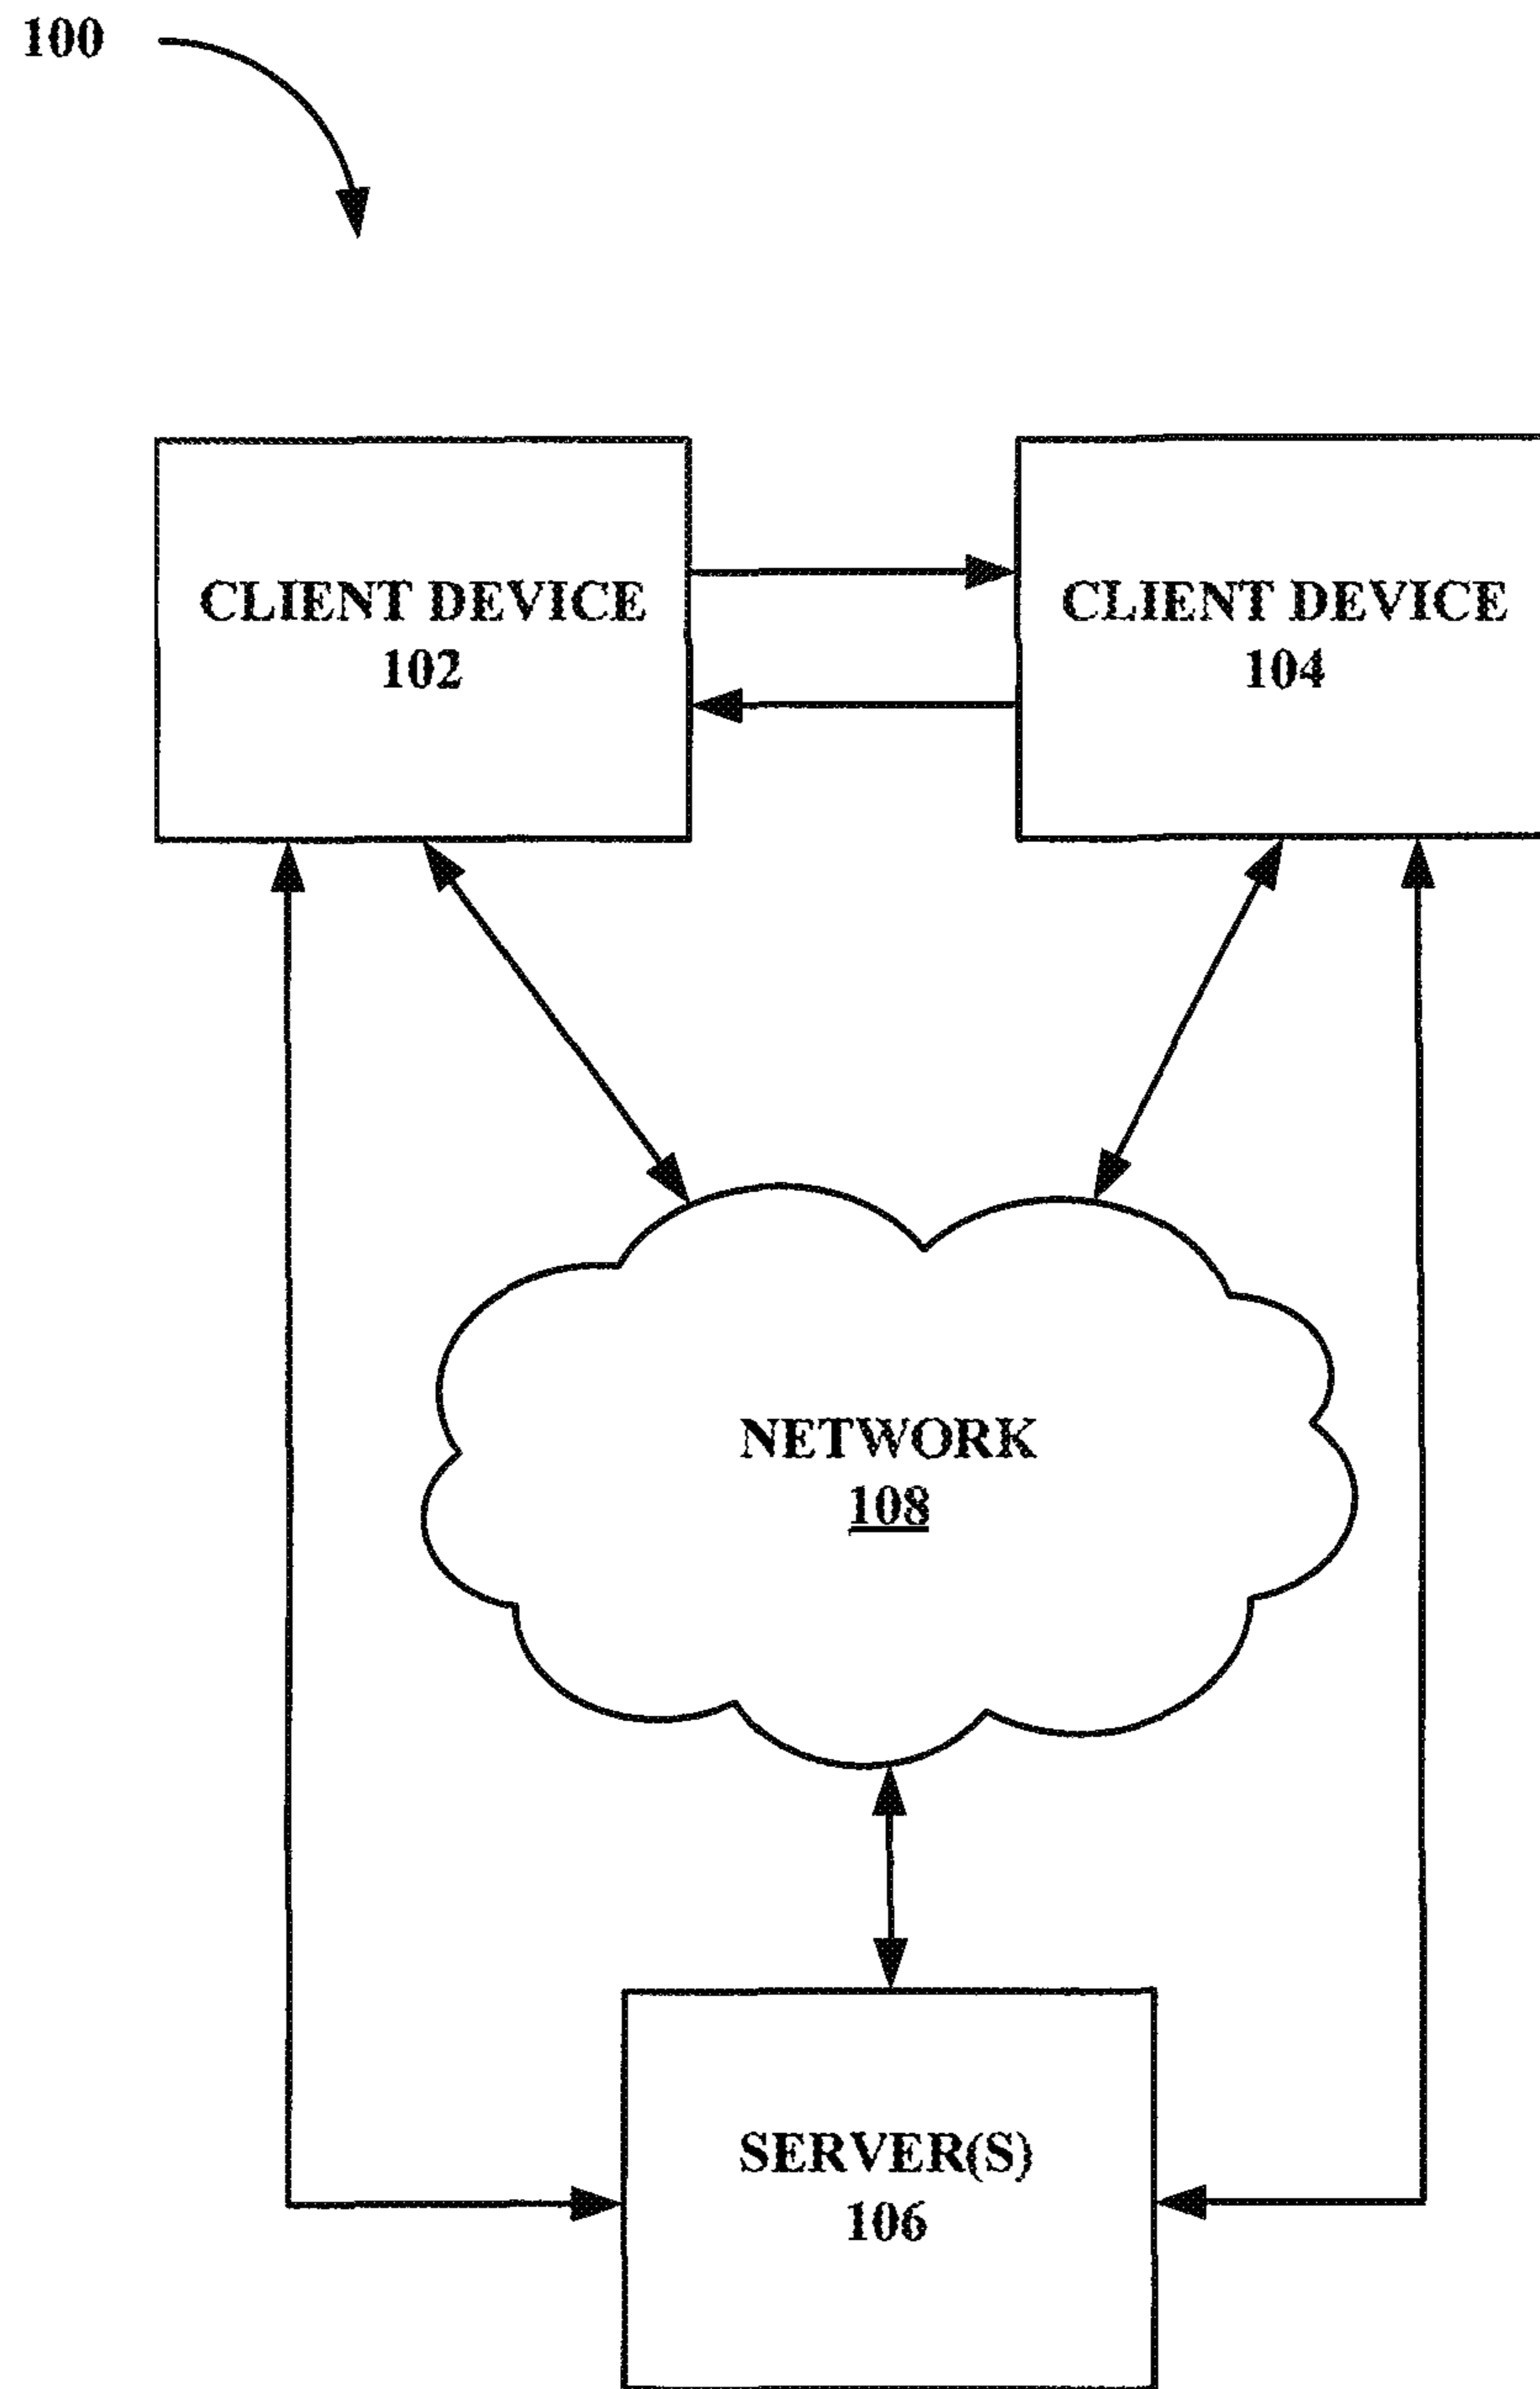 100
CLIENT DEVICE
102
CLIENT DEVICE
104
NETWORK
108
SERVER(S)
106